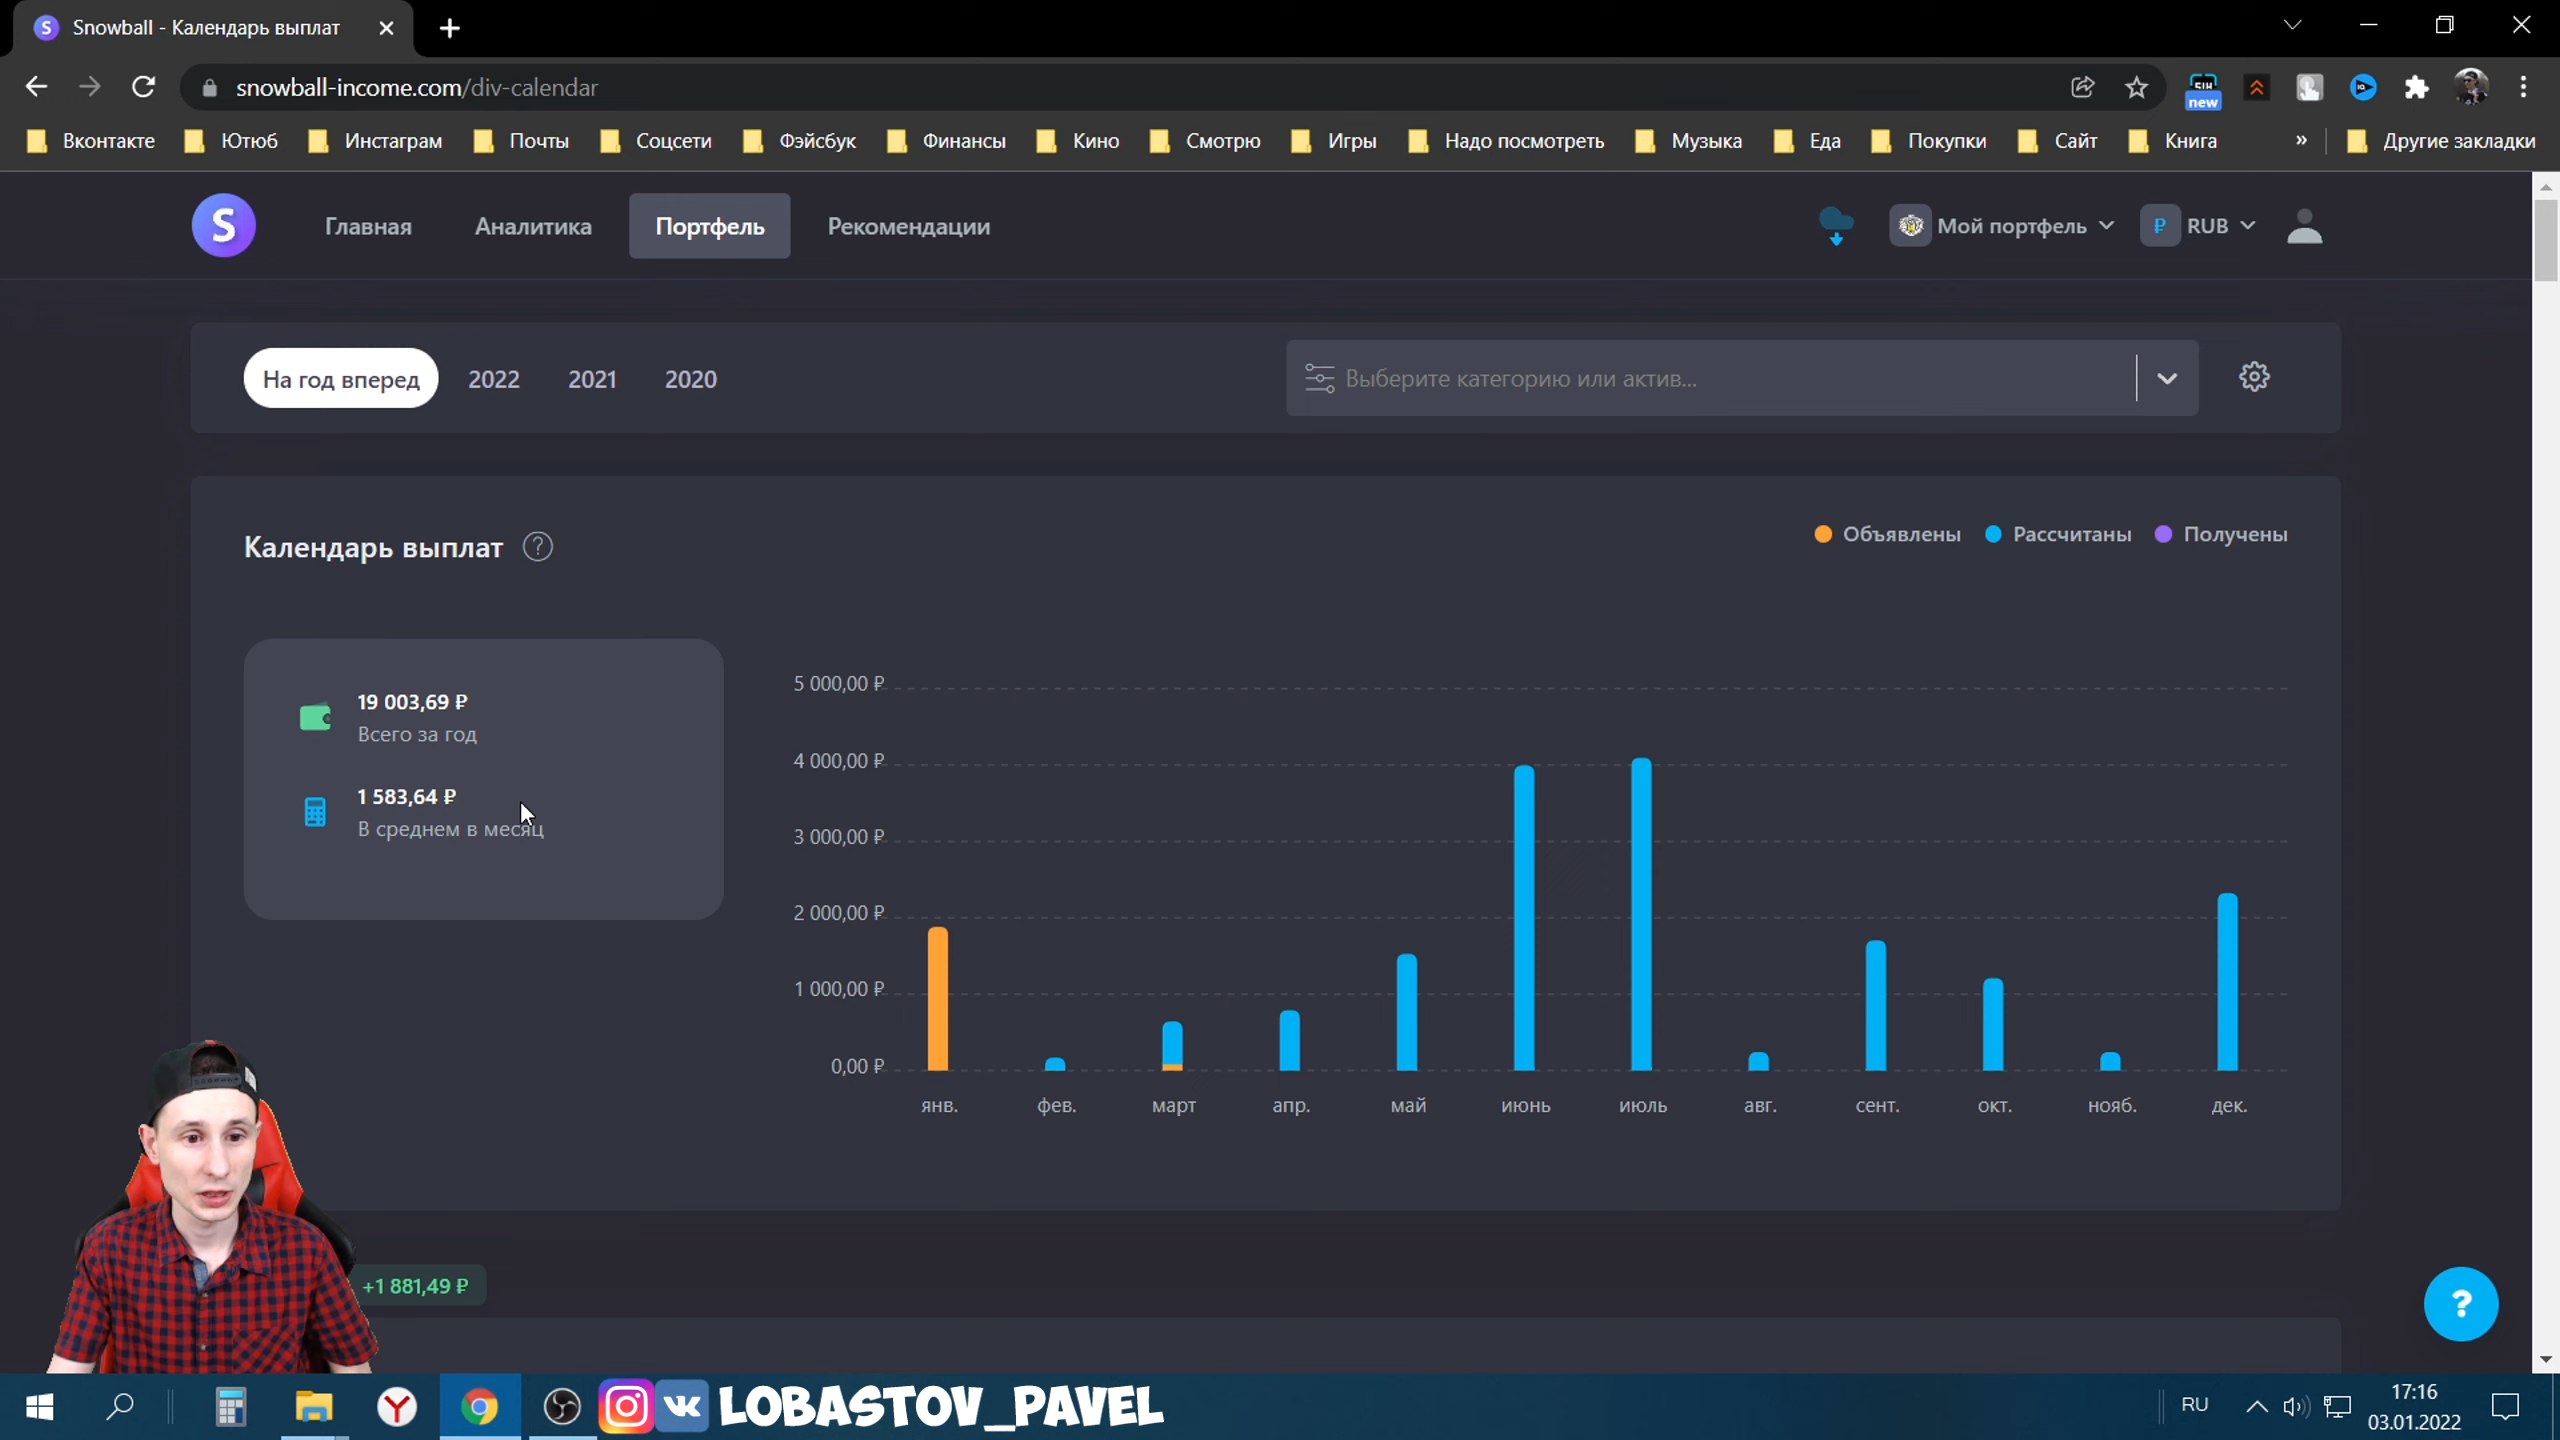 Snowball - Календарь выплат
snowball-income.com/div-calendar
new
Вконтакте Ютюб Инстаграм Почты Соцсети Фэйсбук Финансы Кино Смотрю Игры Надо посмотреть Музыка Еда Покупки Сайт Книга » Другие закладки
S Главная Аналитика Портфель Рекомендации Мой портфель ₽ RUB
На год вперед 2022 2021 2020 Выберите категорию или актив...
Календарь выплат ?
Объявлены Рассчитаны Получены
19 003,69 ₽
Всего за год
1 583,64 ₽
В среднем в месяц
5 000,00 ₽
4 000,00 ₽
3 000,00 ₽
2 000,00 ₽
1 000,00 ₽
0,00 ₽
янв. фев. март апр. май июнь июль авг. сент. окт. нояб. дек.
+1 881,49 ₽
?
LOBASTOV_PAVEL
RU
17:16
03.01.2022